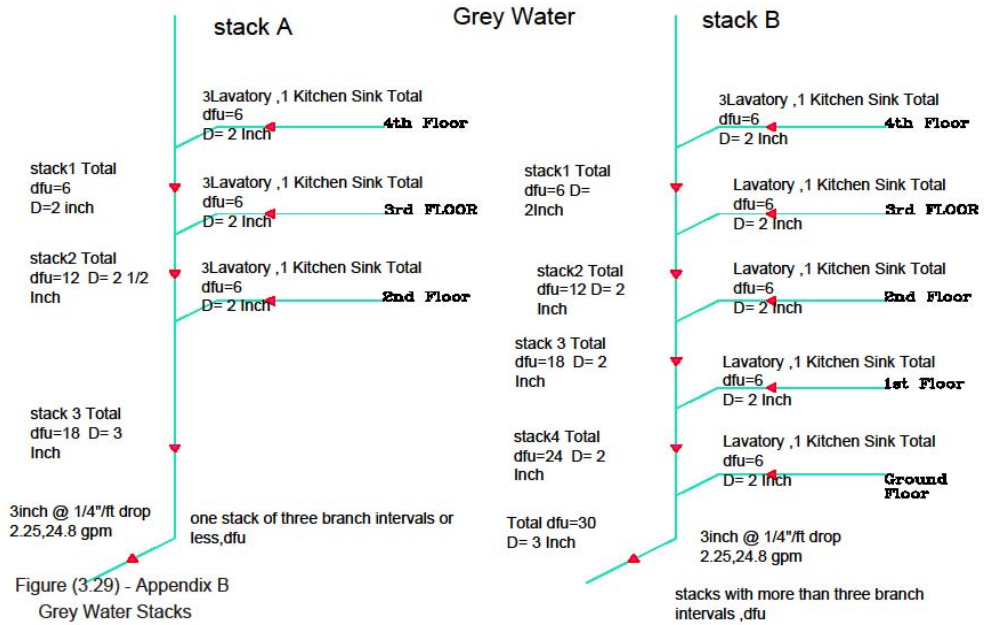 Grey Water
stack A
3Lavatory ,1 Kitchen Sink Total
dfu=6
D= 2 Inch
4th Floor
stack1 Total
dfu=6
D=2 inch
3Lavatory ,1 Kitchen Sink Total
dfu=6
D= 2 Inch
3rd FLOOR
stack2 Total
dfu=12 D= 2 1/2
Inch
3Lavatory ,1 Kitchen Sink Total
dfu=6
D= 2 Inch
2nd Floor
stack 3 Total
dfu=18 D= 3
Inch
3inch @ 1/4"/ft drop
2.25,24.8 gpm
one stack of three branch intervals or
less,dfu
Figure (3.29) - Appendix B
Grey Water Stacks
stack B
3Lavatory ,1 Kitchen Sink Total
dfu=6
D= 2 Inch
4th Floor
stack1 Total
dfu=6 D=
2Inch
Lavatory ,1 Kitchen Sink Total
dfu=6
D= 2 Inch
3rd FLOOR
stack2 Total
dfu=12 D= 2
Inch
Lavatory ,1 Kitchen Sink Total
dfu=6
D= 2 Inch
2nd Floor
stack 3 Total
dfu=18 D= 2
Inch
Lavatory ,1 Kitchen Sink Total
dfu=6
D= 2 Inch
1st Floor
stack4 Total
dfu=24 D= 2
Inch
Lavatory ,1 Kitchen Sink Total
dfu=6
D= 2 Inch
Ground
Floor
Total dfu=30
D= 3 Inch
3inch @ 1/4"/ft drop
2.25,24.8 gpm
stacks with more than three branch
intervals ,dfu